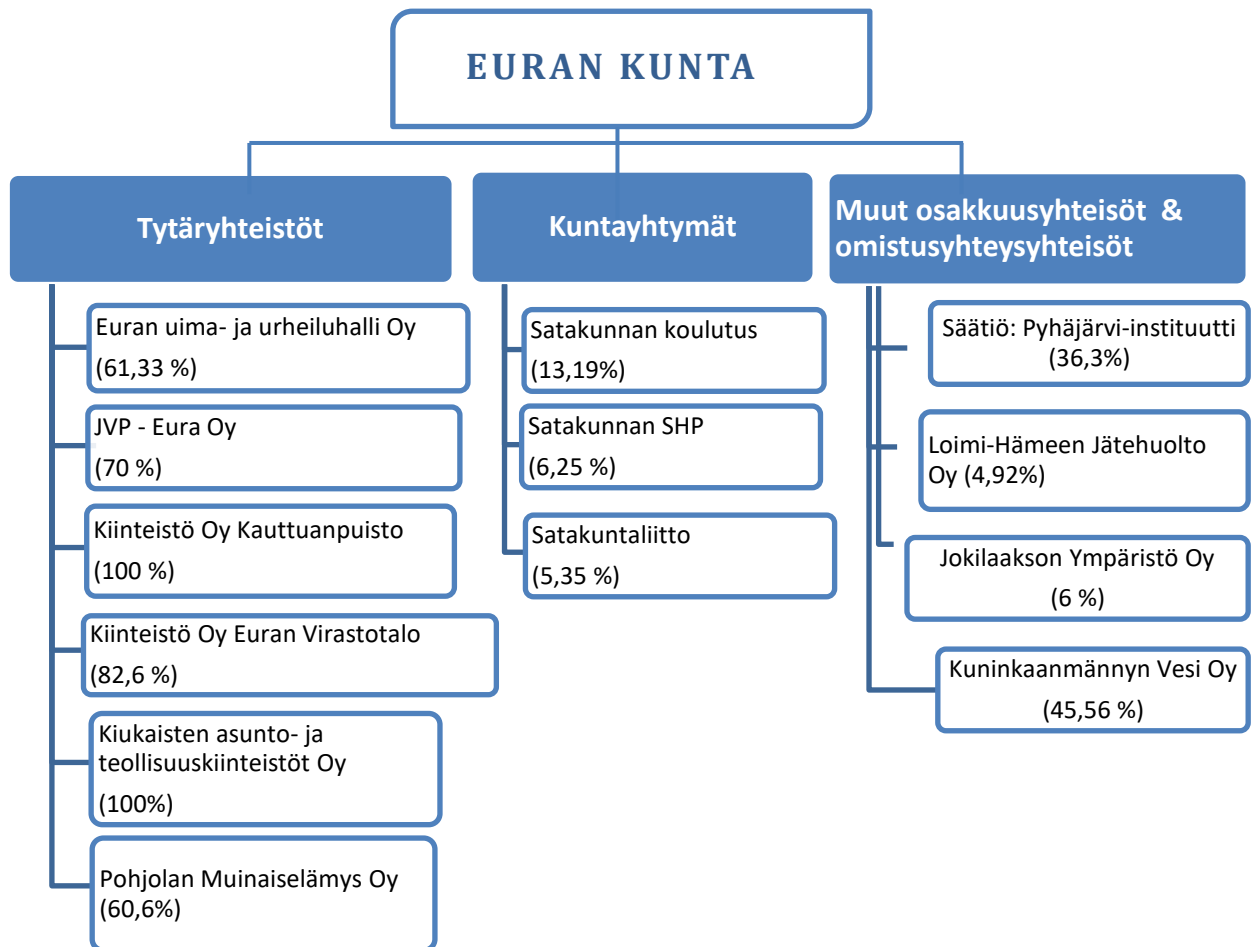 EURAN KUNTA
Tytäryhteistöt
Euran uima- ja urheiluhalli Oy
(61,33 %)
JVP - Eura Oy
(70 %)
Kiinteistö Oy Kauttuanpuisto
(100 %)
Kiinteistö Oy Euran Virastotalo
(82,6 %)
Kiukaisten asunto- ja
teollisuuskiinteistöt Oy
(100%)
Pohjolan Muinaiselämys Oy
(60,6%)
Kuntayhtymät
Satakunnan koulutus
(13,19%)
Satakunnan SHP
(6,25 %)
Satakuntaliitto
(5,35 %)
Muut osakkuusyhteisöt &
omistusyhteysyhteisöt
Säätiö: Pyhäjärvi-instituutti
(36,3%)
Loimi-Hämeen Jätehuolto
Oy (4,92%)
Jokilaakson Ympäristö Oy
(6 %)
Kuninkaanmännyn Vesi Oy
(45,56 %)